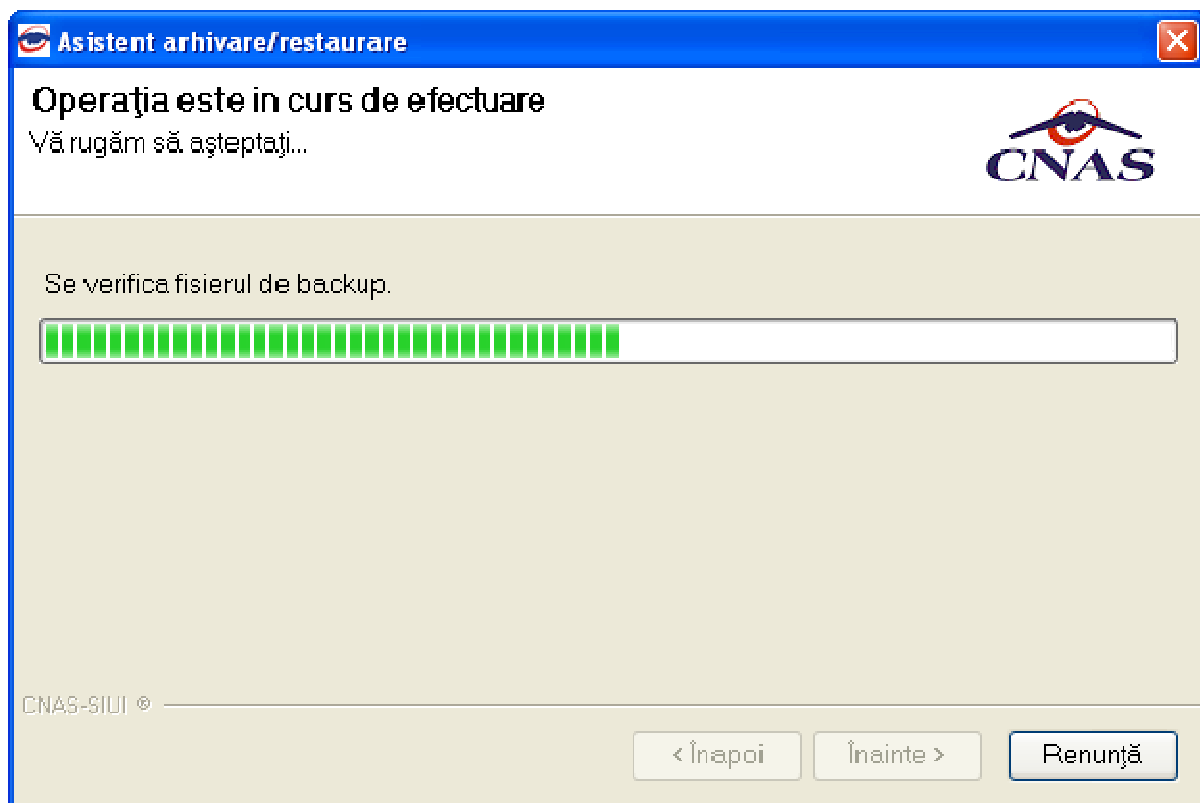 Asistent arhivare/restaurare
Operaţia este in curs de efectuare
Vă rugăm să aşteptaţi...
CNAS
Se verifica fisierul de backup.
CNAS-SIUI ®
< Înapoi
Înainte >
Renunţă